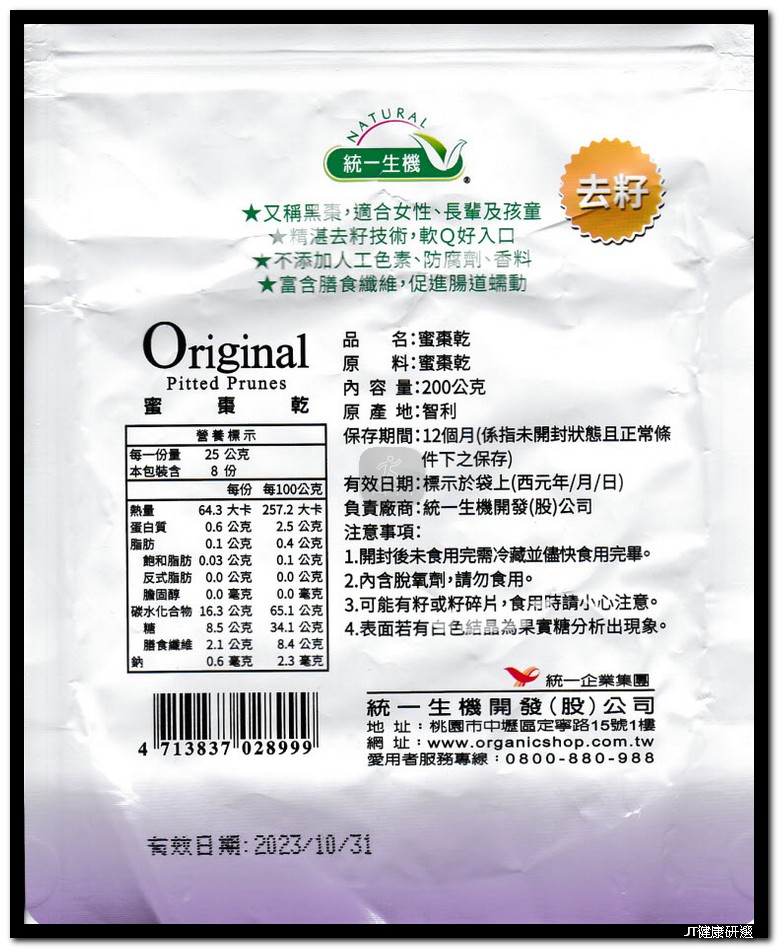 NATURAL
統一生機
®
去籽
★又稱黑棗,適合女性、長輩及孩童
★精湛去籽技術,軟Q好入口
★不添加人工色素、防腐劑、香料
★富含膳食纖維,促進腸道蠕動
Original
Pitted Prunes
蜜棗乾
營養標示
每一份量 25 公克
本包裝含 8 份
每份 每100公克
熱量 64.3 大卡 257.2 大卡
蛋白質 0.6 公克 2.5 公克
脂肪 0.1 公克 0.4 公克
飽和脂肪 0.03 公克 0.1 公克
反式脂肪 0.0 公克 0.0 公克
膽固醇 0.0 毫克 0.0 毫克
碳水化合物 16.3 公克 65.1 公克
糖 8.5 公克 34.1 公克
膳食纖維 2.1 公克 8.4 公克
鈉 0.6 毫克 2.3 毫克
品名:蜜棗乾
原料:蜜棗乾
內容量:200公克
原產地:智利
保存期間:12個月(係指未開封狀態且正常條
件下之保存)
有效日期:標示於袋上(西元年/月/日)
負責廠商:統一生機開發(股)公司
注意事項:
1.開封後未食用完需冷藏並儘快食用完畢。
2.內含脫氧劑,請勿食用。
3.可能有籽或籽碎片,食用時請小心注意。
4.表面若有白色結晶為果實糖分析出現象。
統一企業集團
統一生機開發(股)公司
地址:桃園市中壢區定寧路15號1樓
網址:www.organicshop.com.tw
愛用者服務專線:0800-880-988
4 713837 028999
有效日期:2023/10/31
JT健康研選